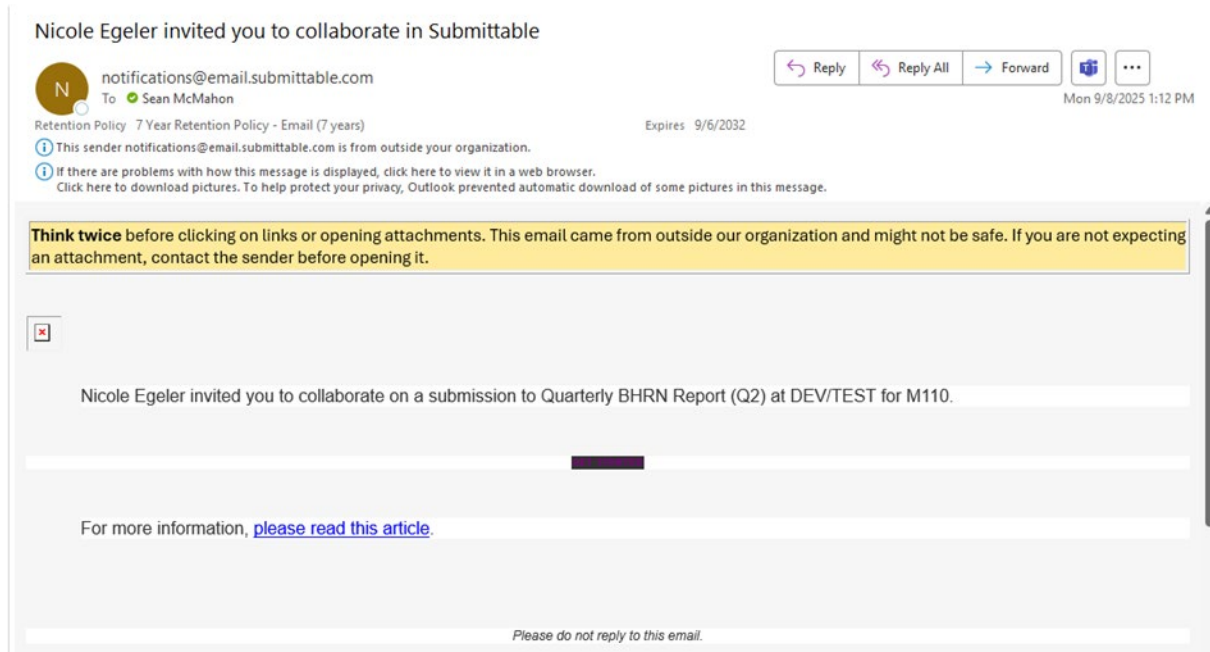 Nicole Egeler invited you to collaborate in Submittable
N
notifications@email.submittable.com
To Sean McMahon
Reply
Reply All
Forward
Mon 9/8/2025 1:12 PM
Retention Policy 7 Year Retention Policy - Email (7 years)
Expires 9/6/2032
This sender notifications@email.submittable.com is from outside your organization.
If there are problems with how this message is displayed, click here to view it in a web browser.
Click here to download pictures. To help protect your privacy, Outlook prevented automatic download of some pictures in this message.
Think twice before clicking on links or opening attachments. This email came from outside our organization and might not be safe. If you are not expecting
an attachment, contact the sender before opening it.
Nicole Egeler invited you to collaborate on a submission to Quarterly BHRN Report (Q2) at DEV/TEST for M110.
For more information, please read this article.
Please do not reply to this email.